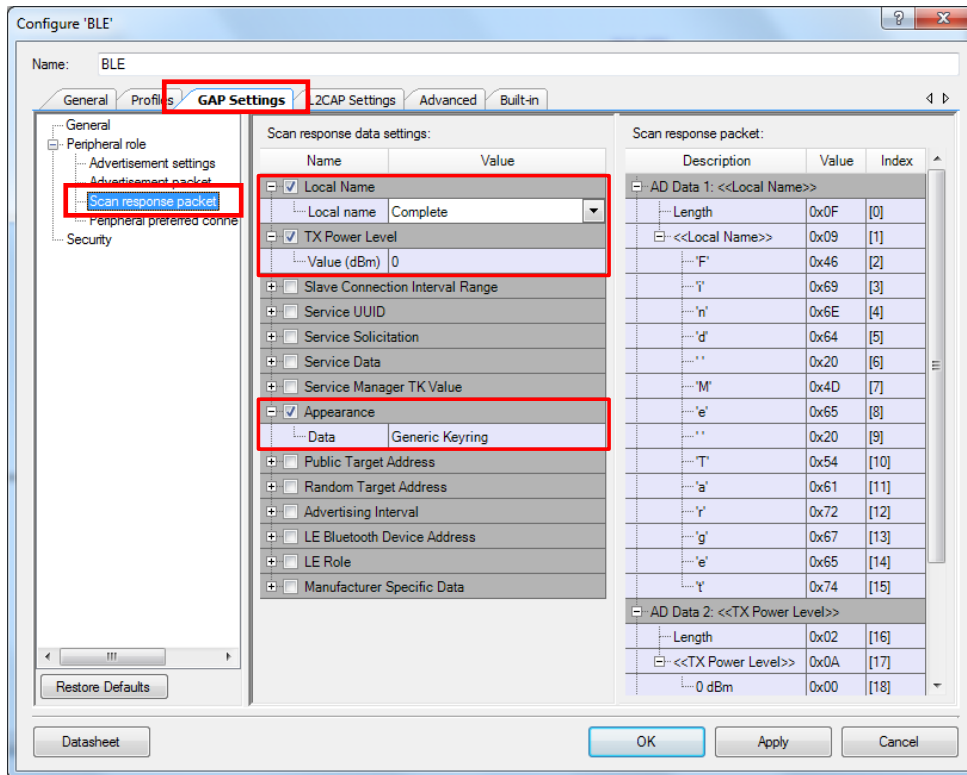 Configure 'BLE'
Name: BLE
General Profiles GAP Settings L2CAP Settings Advanced Built-in
General
Peripheral role
Advertisement settings
Advertisement packet
Scan response packet
Peripheral preferred conne
Security
Restore Defaults
Scan response data settings:
Name Value
Local Name
Local name Complete
TX Power Level
Value (dBm) 0
Slave Connection Interval Range
Service UUID
Service Solicitation
Service Data
Service Manager TK Value
Appearance
Data Generic Keyring
Public Target Address
Random Target Address
Advertising Interval
LE Bluetooth Device Address
LE Role
Manufacturer Specific Data
Scan response packet:
Description Value Index
AD Data 1: <<Local Name>>
Length 0x0F [0]
<<Local Name>> 0x09 [1]
'F' 0x46 [2]
'i' 0x69 [3]
'n' 0x6E [4]
'd' 0x64 [5]
' ' 0x20 [6]
'M' 0x4D [7]
'e' 0x65 [8]
' ' 0x20 [9]
'T' 0x54 [10]
'a' 0x61 [11]
'r' 0x72 [12]
'g' 0x67 [13]
'e' 0x65 [14]
't' 0x74 [15]
AD Data 2: <<TX Power Level>>
Length 0x02 [16]
<<TX Power Level>> 0x0A [17]
0 dBm 0x00 [18]
Datasheet OK Apply Cancel